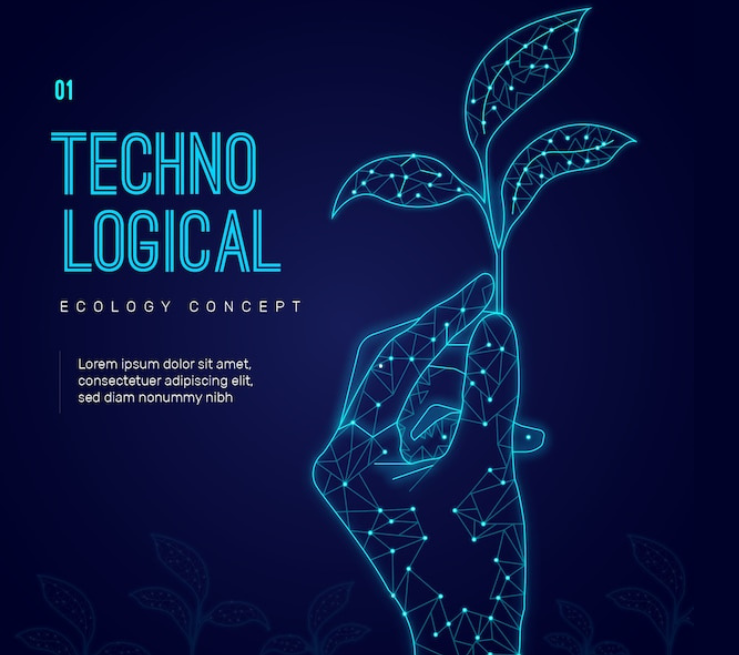 01
TECHNO
LOGICAL
ECOLOGY CONCEPT
Lorem ipsum dolor sit amet,
consectetuer adipiscing elit,
sed diam nonummy nibh